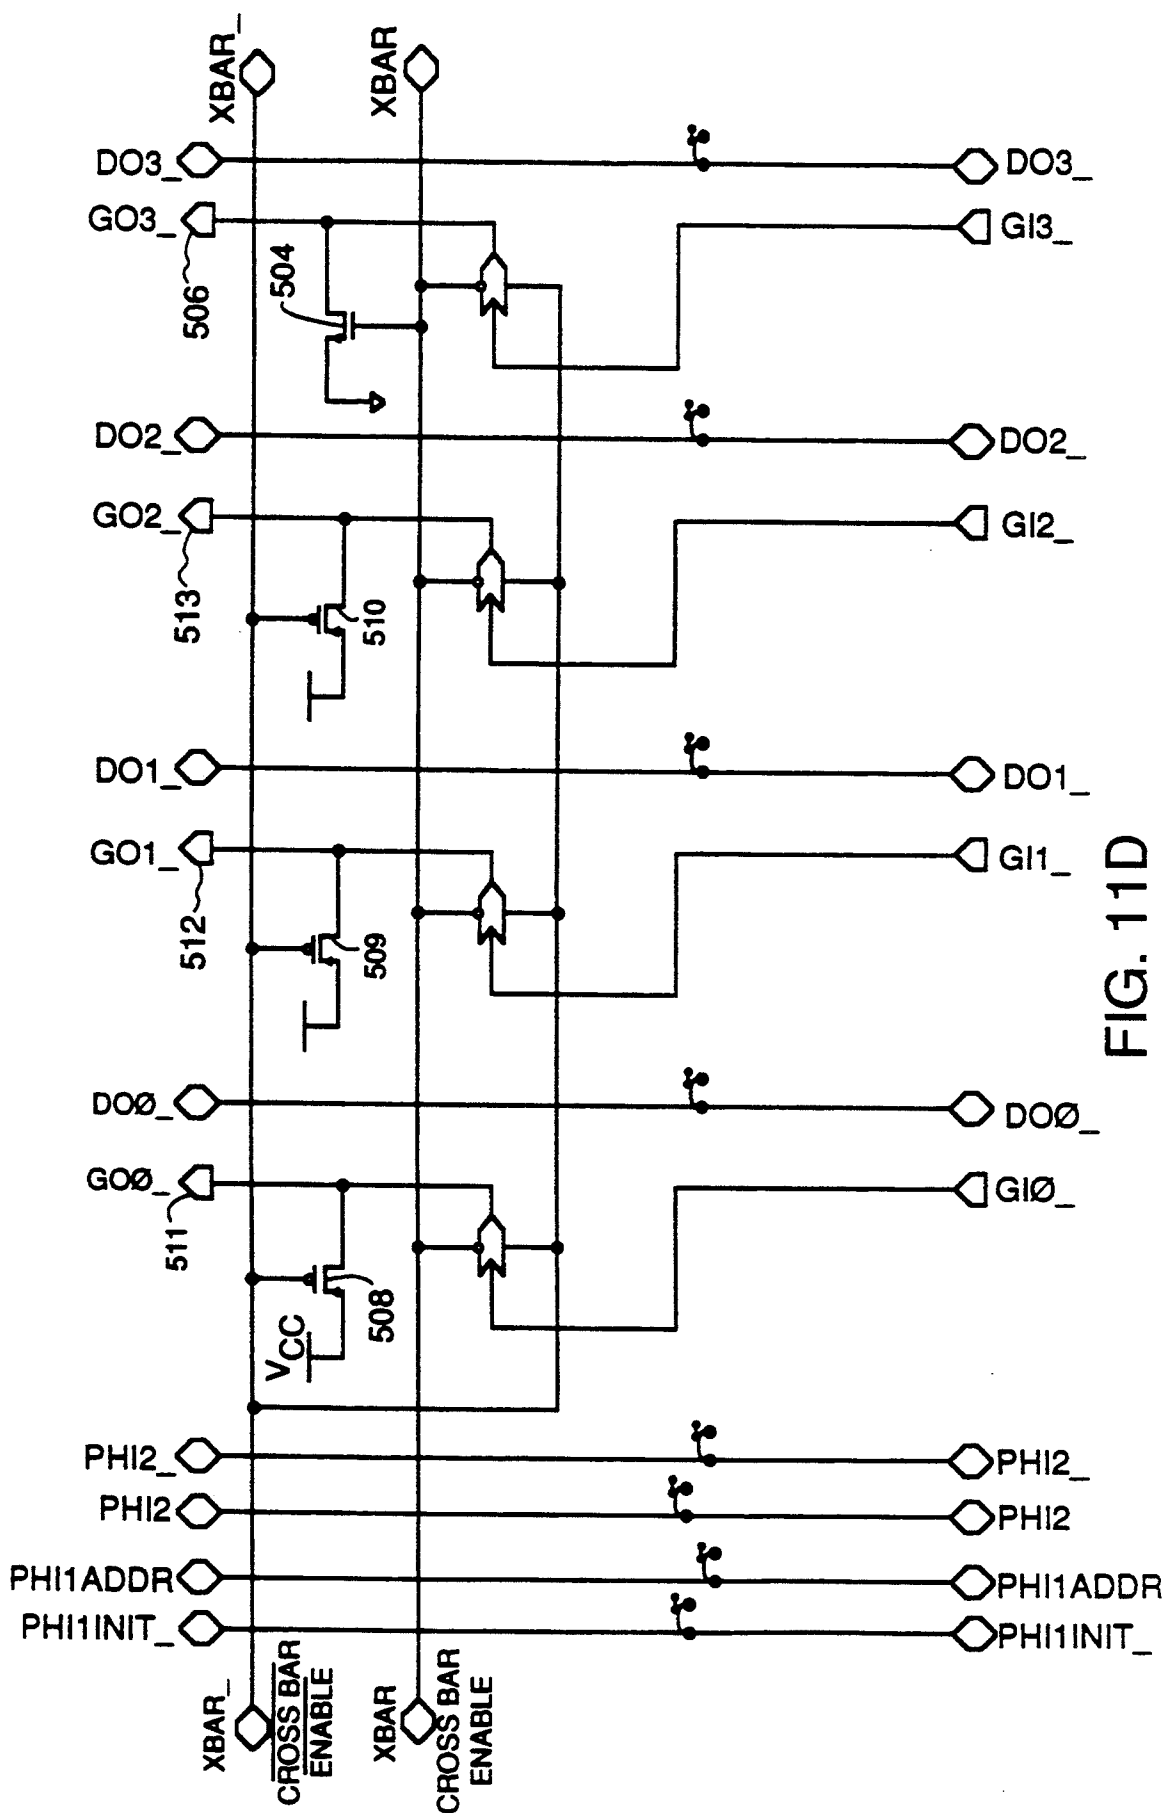 XBAR_
XBAR
DO3_
GO3_
506
504
DO3_
GI3_
DO2_
GO2_
513
510
DO2_
GI2_
DO1_
GO1_
512
509
DO1_
GI1_
DOØ_
GOØ_
511
508
VCC
DOØ_
GIØ_
PHI2_
PHI2_
PHI2
PHI2
PHI1ADDR
PHI1ADDR
PHI1INIT_
PHI1INIT_
XBAR_
CROSS BAR
ENABLE
XBAR
CROSS BAR
ENABLE
FIG. 11D